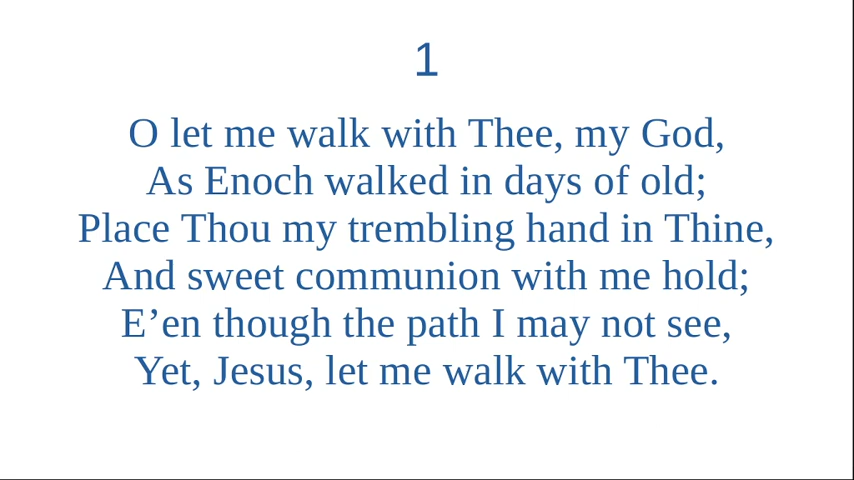 1
O let me walk with Thee, my God,
As Enoch walked in days of old;
Place Thou my trembling hand in Thine,
And sweet communion with me hold;
E’en though the path I may not see,
Yet, Jesus, let me walk with Thee.